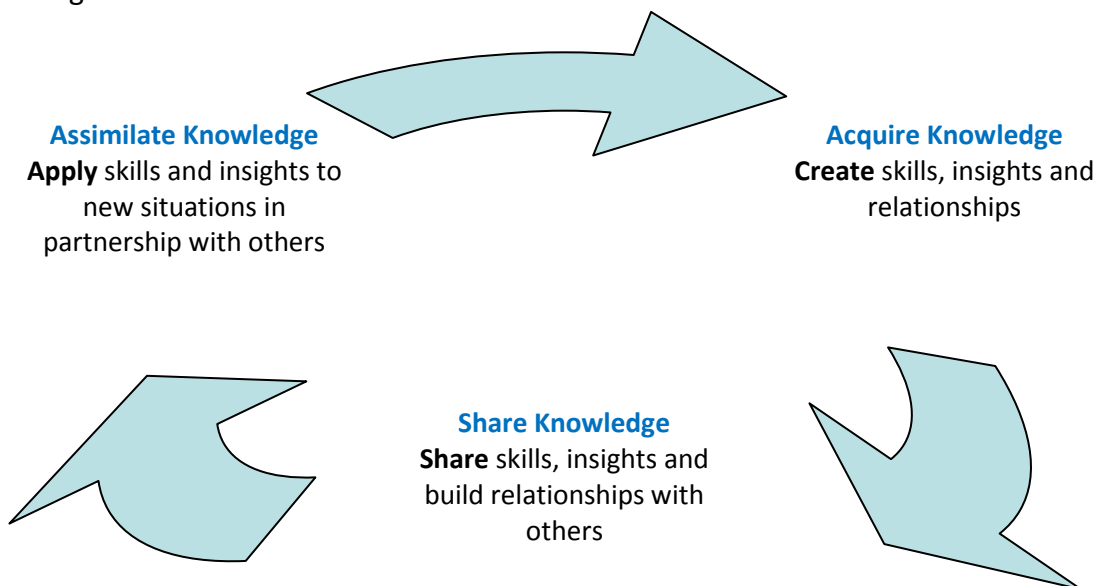 Assimilate Knowledge
Apply skills and insights to
new situations in
partnership with others
Acquire Knowledge
Create skills, insights and
relationships
Share Knowledge
Share skills, insights and
build relationships with
others